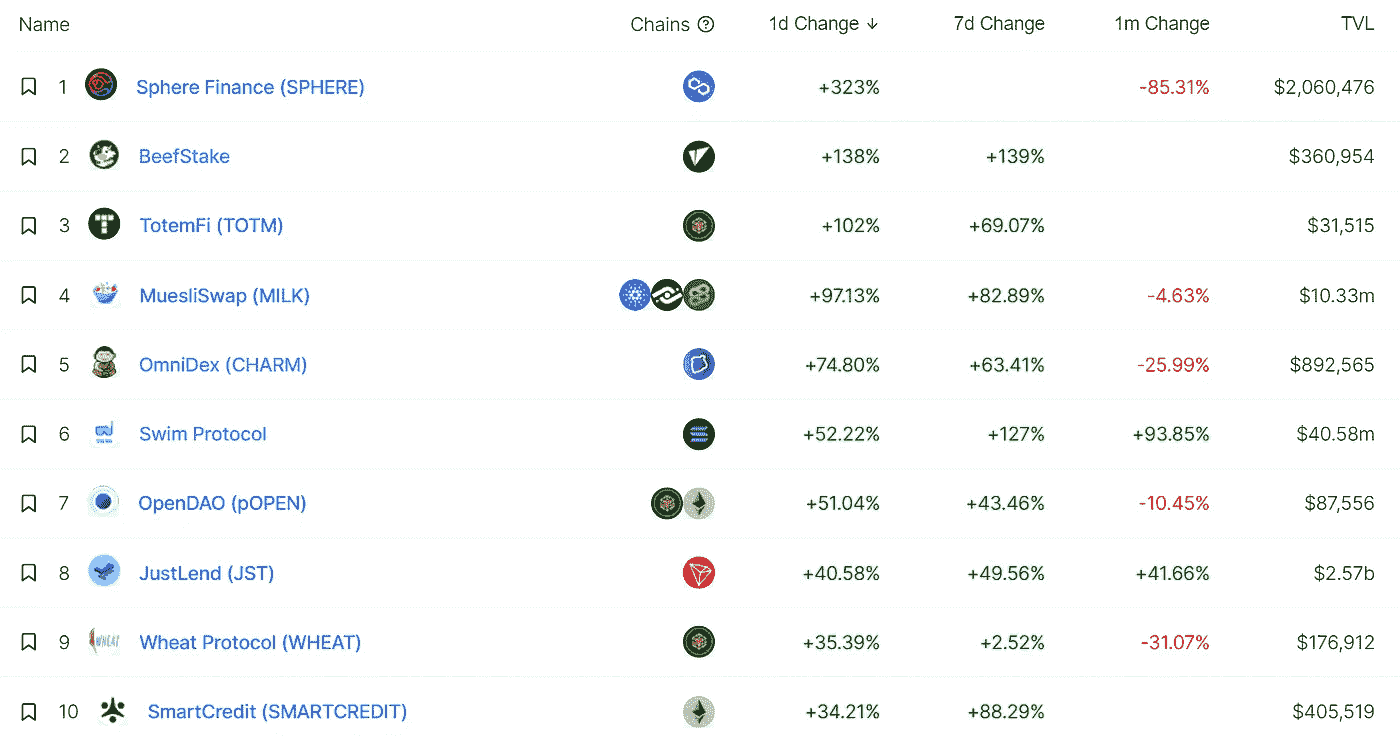 Name Chains ? 1d Change ↓ 7d Change 1m Change TVL
1 Sphere Finance (SPHERE) +323% -85.31% $2,060,476
2 BeefStake +138% +139% $360,954
3 T TotemFi (TOTM) +102% +69.07% $31,515
4 MuesliSwap (MILK) +97.13% +82.89% -4.63% $10.33m
5 OmniDex (CHARM) +74.80% +63.41% -25.99% $892,565
6 Swim Protocol +52.22% +127% +93.85% $40.58m
7 OpenDAO (pOPEN) +51.04% +43.46% -10.45% $87,556
8 JustLend (JST) +40.58% +49.56% +41.66% $2.57b
9 WHEAT Wheat Protocol (WHEAT) +35.39% +2.52% -31.07% $176,912
10 SmartCredit (SMARTCREDIT) +34.21% +88.29% $405,519